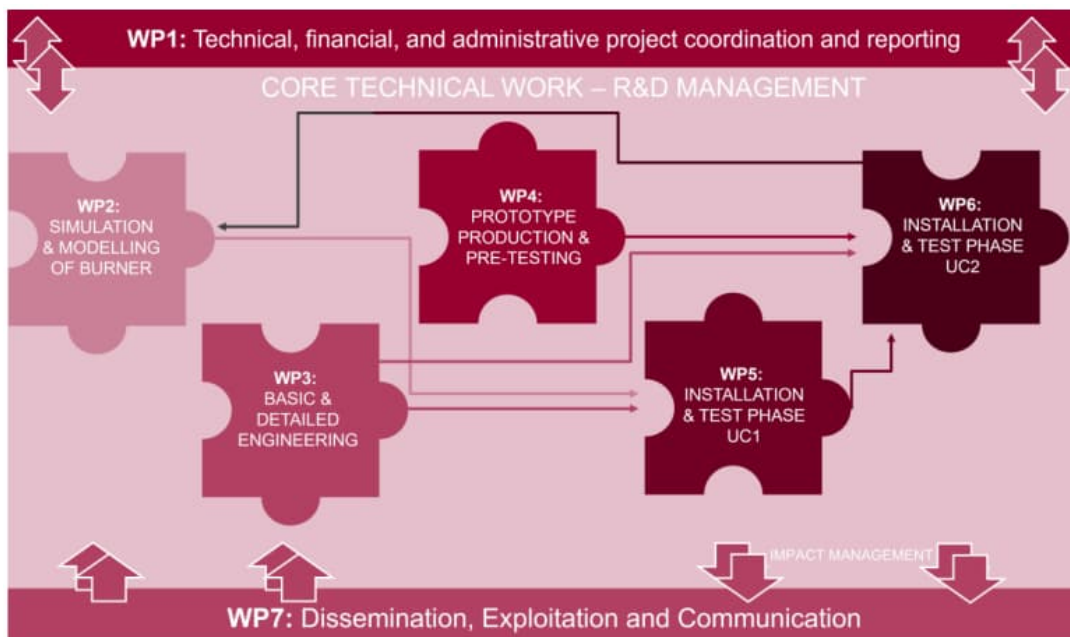 WP1: Technical, financial, and administrative project coordination and reporting
CORE TECHNICAL WORK – R&D MANAGEMENT
WP2:
SIMULATION
& MODELLING
OF BURNER
WP4:
PROTOTYPE
PRODUCTION &
PRE-TESTING
WP6:
INSTALLATION
& TEST PHASE
UC2
WP3:
BASIC &
DETAILED
ENGINEERING
WP5:
INSTALLATION
& TEST PHASE
UC1
IMPACT MANAGEMENT
WP7: Dissemination, Exploitation and Communication